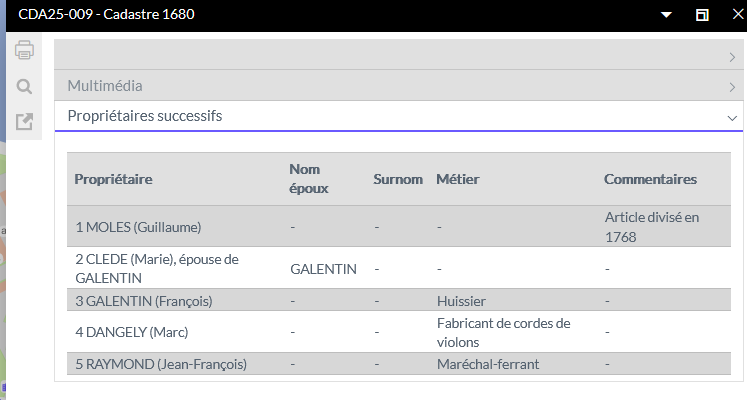 CDA25-009 - Cadastre 1680
Multimédia
Propriétaires successifs
Propriétaire Nom époux Surnom Métier Commentaires
1 MOLES (Guillaume) - - - Article divisé en 1768
2 CLEDE (Marie), épouse de GALENTIN GALENTIN - - -
3 GALENTIN (François) - - Huissier -
4 DANGELY (Marc) - - Fabricant de cordes de violons -
5 RAYMOND (Jean-François) - - Maréchal-ferrant -